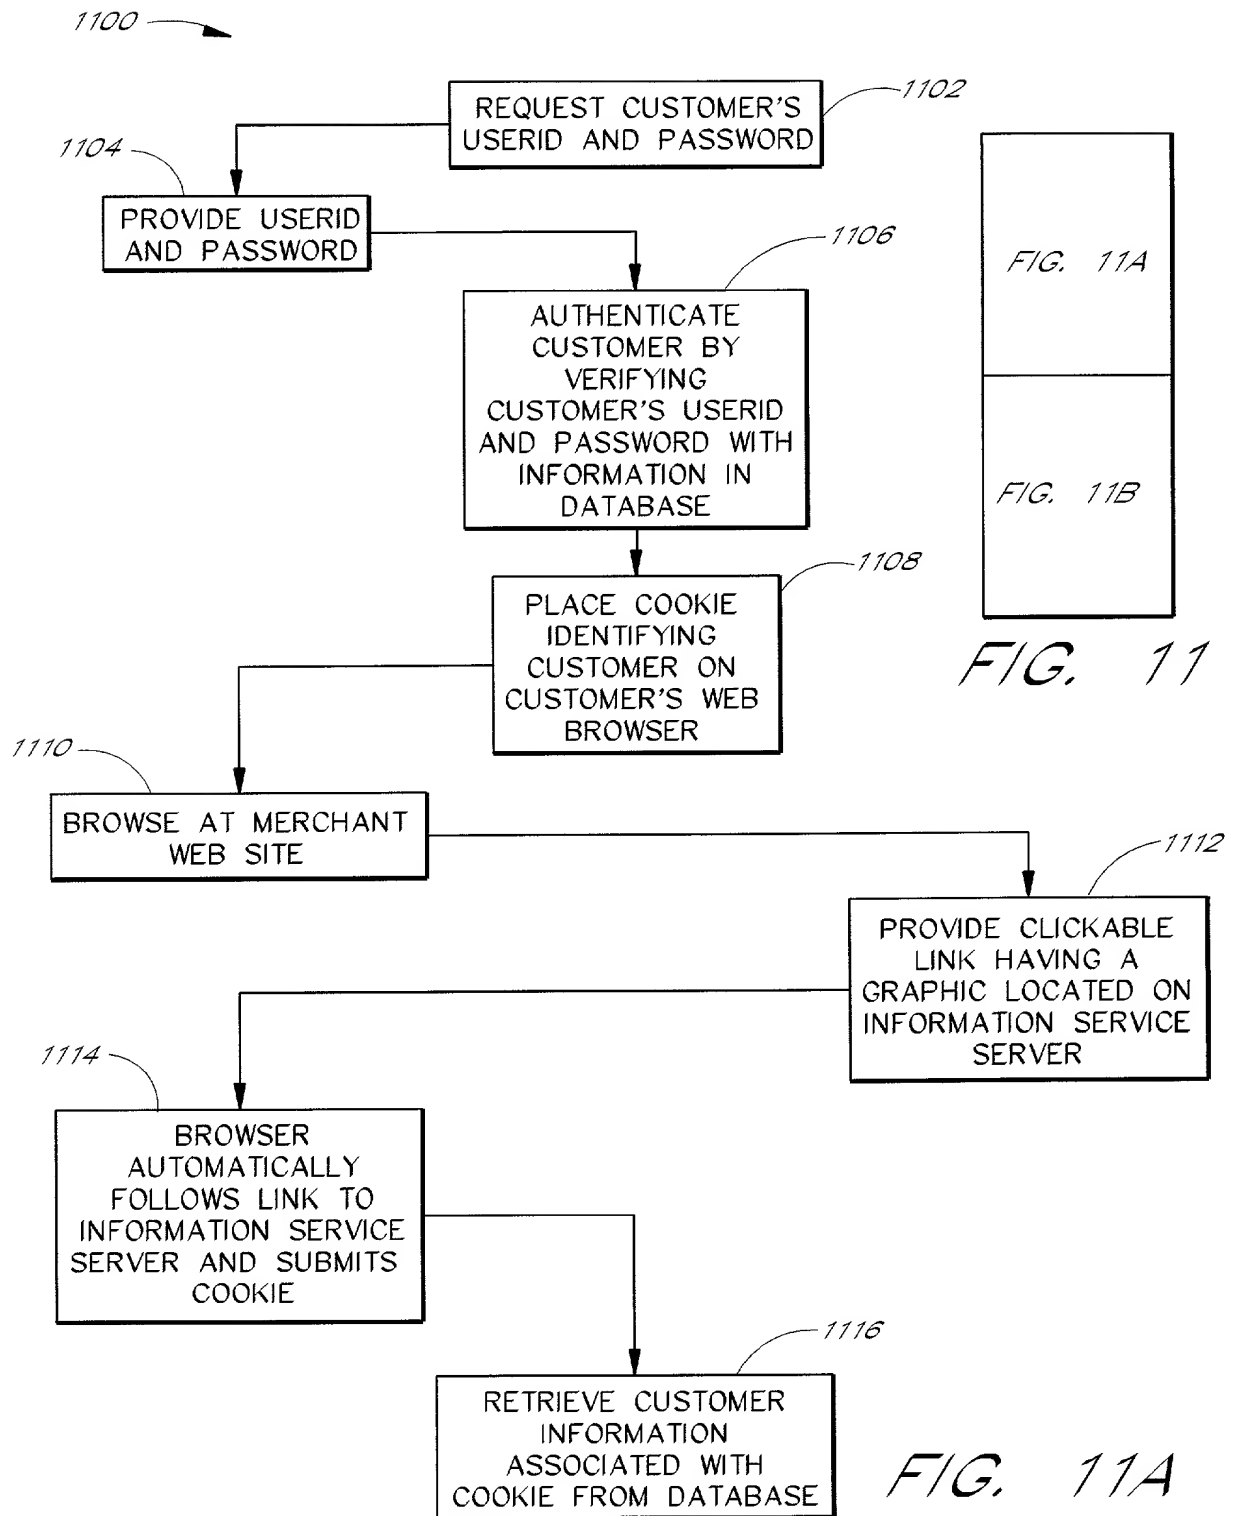 1100
1102
REQUEST CUSTOMER'S
USERID AND PASSWORD
1104
PROVIDE USERID
AND PASSWORD
1106
AUTHENTICATE
CUSTOMER BY
VERIFYING
CUSTOMER'S USERID
AND PASSWORD WITH
INFORMATION IN
DATABASE
FIG. 11A
FIG. 11B
FIG. 11
1108
PLACE COOKIE
IDENTIFYING
CUSTOMER ON
CUSTOMER'S WEB
BROWSER
1110
BROWSE AT MERCHANT
WEB SITE
1112
PROVIDE CLICKABLE
LINK HAVING A
GRAPHIC LOCATED ON
INFORMATION SERVICE
SERVER
1114
BROWSER
AUTOMATICALLY
FOLLOWS LINK TO
INFORMATION SERVICE
SERVER AND SUBMITS
COOKIE
1116
RETRIEVE CUSTOMER
INFORMATION
ASSOCIATED WITH
COOKIE FROM DATABASE
FIG. 11A